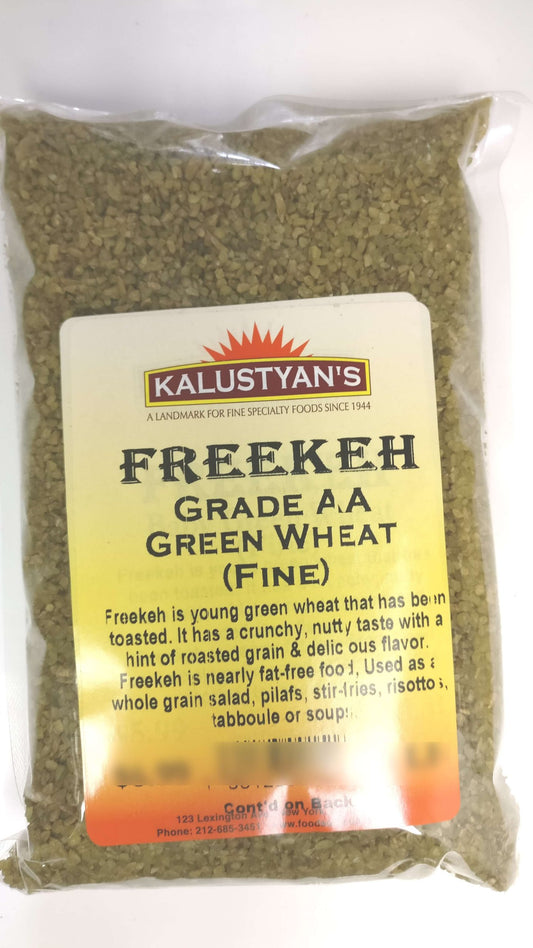 KALUSTYAN'S
A LANDMARK FOR FINE SPECIALTY FOODS SINCE 1944
FREEKEH
GRADE AA
GREEN WHEAT
(FINE)
Freekeh is young green wheat that has been
toasted. It has a crunchy, nutty taste with a
hint of roasted grain & delicious flavor.
Freekeh is nearly fat-free food, Used as a
whole grain salad, pilafs, stir-fries, risottos,
tabboule or soups.
Cont'd on Back
123 Lexington New York
Phone: 212-685-345